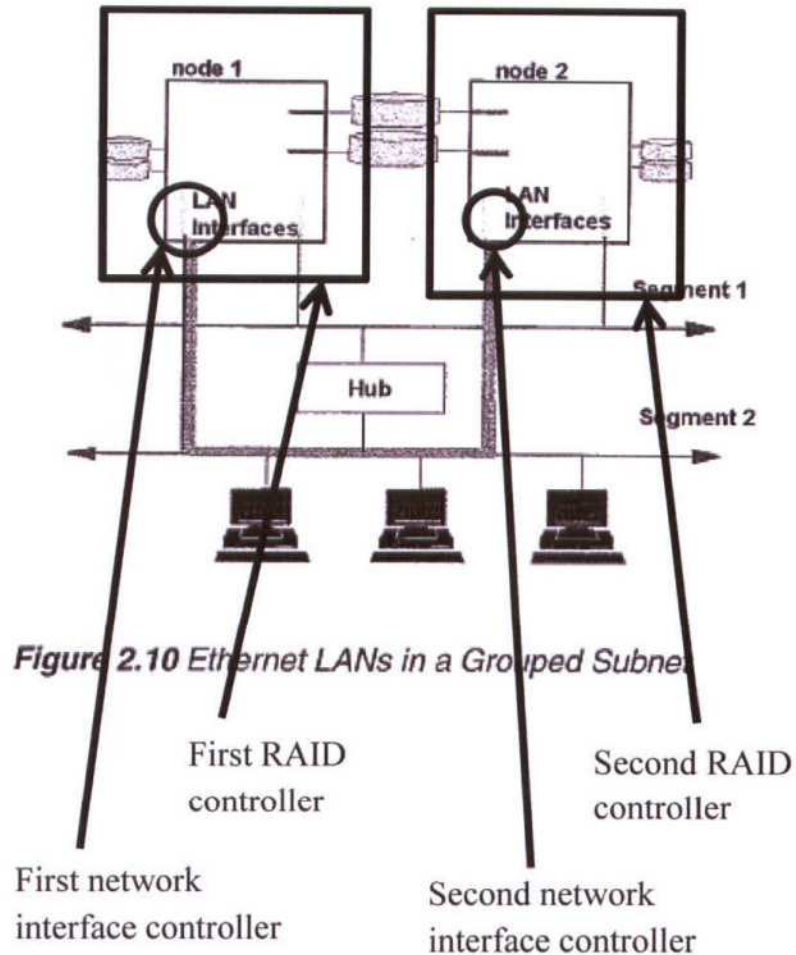 node 1
node 2
LAN
Interfaces
LAN
Interfaces
Segment 1
Hub
Segment 2
Figure 2.10 Ethernet LANs in a Grouped Subnet
First RAID
controller
Second RAID
controller
First network
interface controller
Second network
interface controller